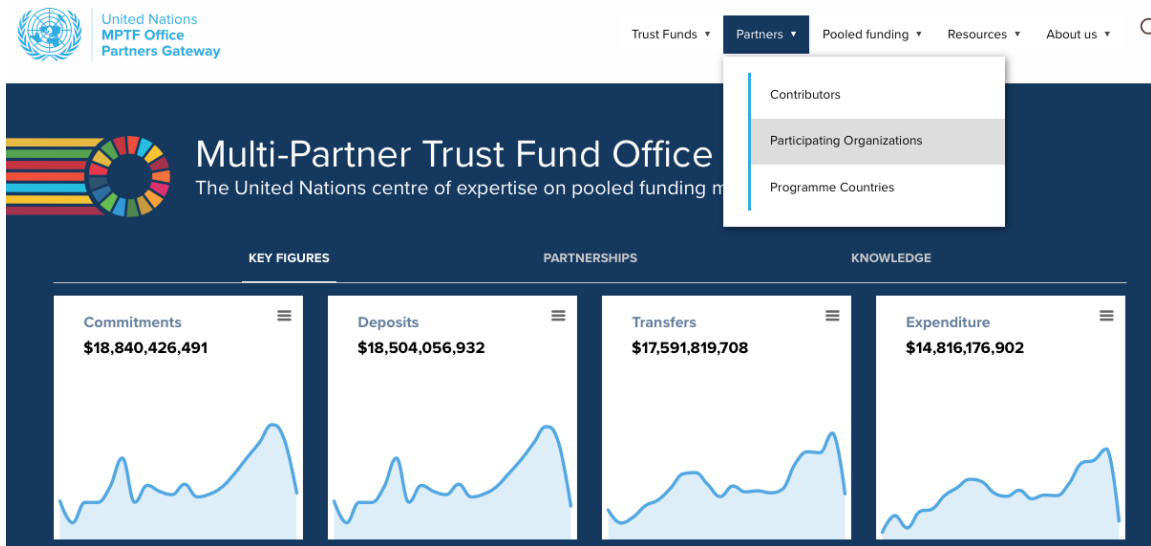 United Nations
MPTF Office
Partners Gateway
Trust Funds ▾ Partners ▾ Pooled funding ▾ Resources ▾ About us ▾
Contributors
Participating Organizations
Programme Countries
Multi-Partner Trust Fund Office
The United Nations centre of expertise on pooled funding
KEY FIGURES PARTNERSHIPS KNOWLEDGE
Commitments Deposits Transfers Expenditure
$18,840,426,491 $18,504,056,932 $17,591,819,708 $14,816,176,902